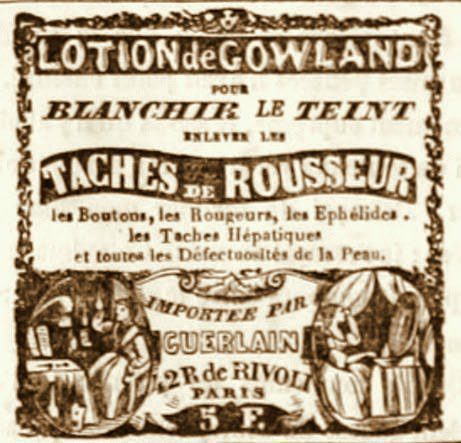 LOTION de GOWLAND
POUR
BLANCHIR LE TEINT
ENLEVER LES
TACHES DE ROUSSEUR
les Boutons, les Rougeurs, les Ephélides.
les Taches Hépatiques
et toutes les Défectuosités de la Peau.
IMPORTEE PAR
GUERLAIN
42 R de RIVOLI
PARIS
5 F.